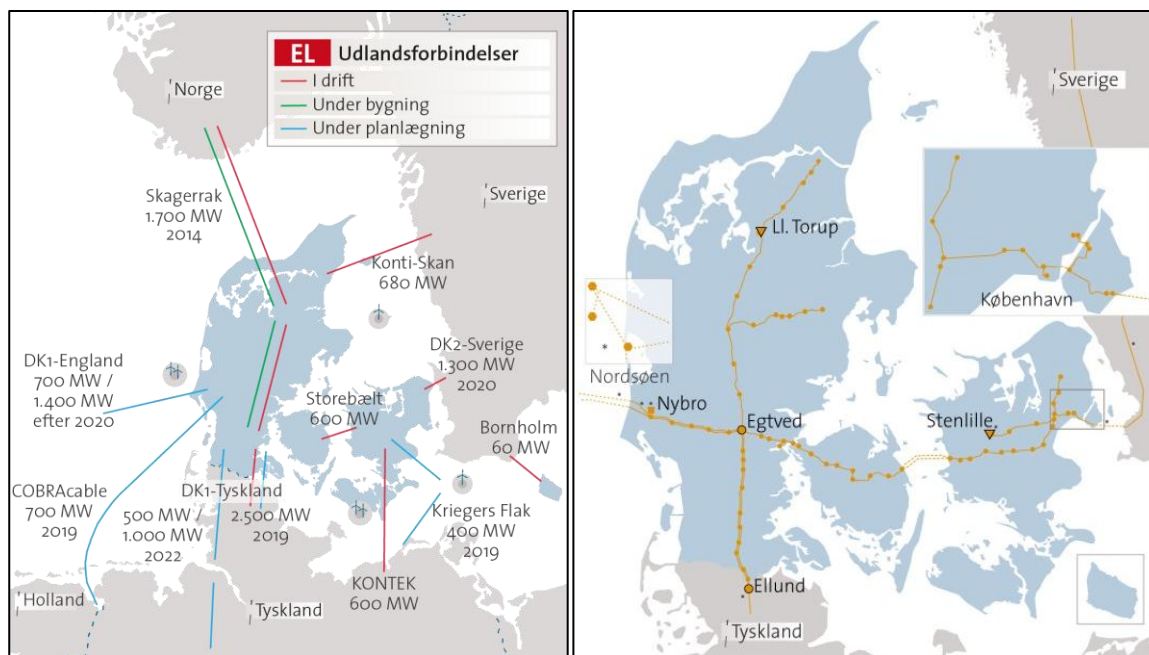 EL Udlandsforbindelser
I drift
Under bygning
Under planlægning
Norge
Skagerrak
1.700 MW
2014
Sverige
Konti-Skan
680 MW
DK1-England
700 MW /
1.400 MW
efter 2020
DK2-Sverige
1.300 MW
2020
Storebælt
600 MW
Bornholm
60 MW
COBRAcable
700 MW
2019
DK1-Tyskland
500 MW /
1.000 MW
2022
2.500 MW
2019
Kriegers Flak
400 MW
2019
KONTEK
600 MW
Holland
Tyskland
Sverige
Ll. Torup
København
Nordsøen
Nybro
Egtved
Stenlille
Ellund
Tyskland